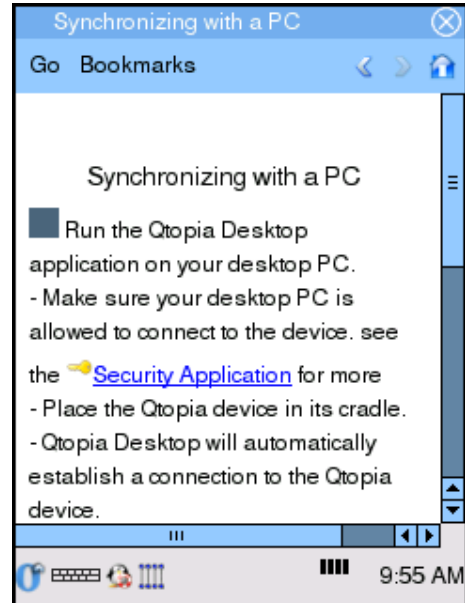 Synchronizing with a PC
Go Bookmarks
Synchronizing with a PC
Run the Qtopia Desktop
application on your desktop PC.
- Make sure your desktop PC is
allowed to connect to the device. see
the Security Application for more
- Place the Qtopia device in its cradle.
- Qtopia Desktop will automatically
establish a connection to the Qtopia
device.
9:55 AM